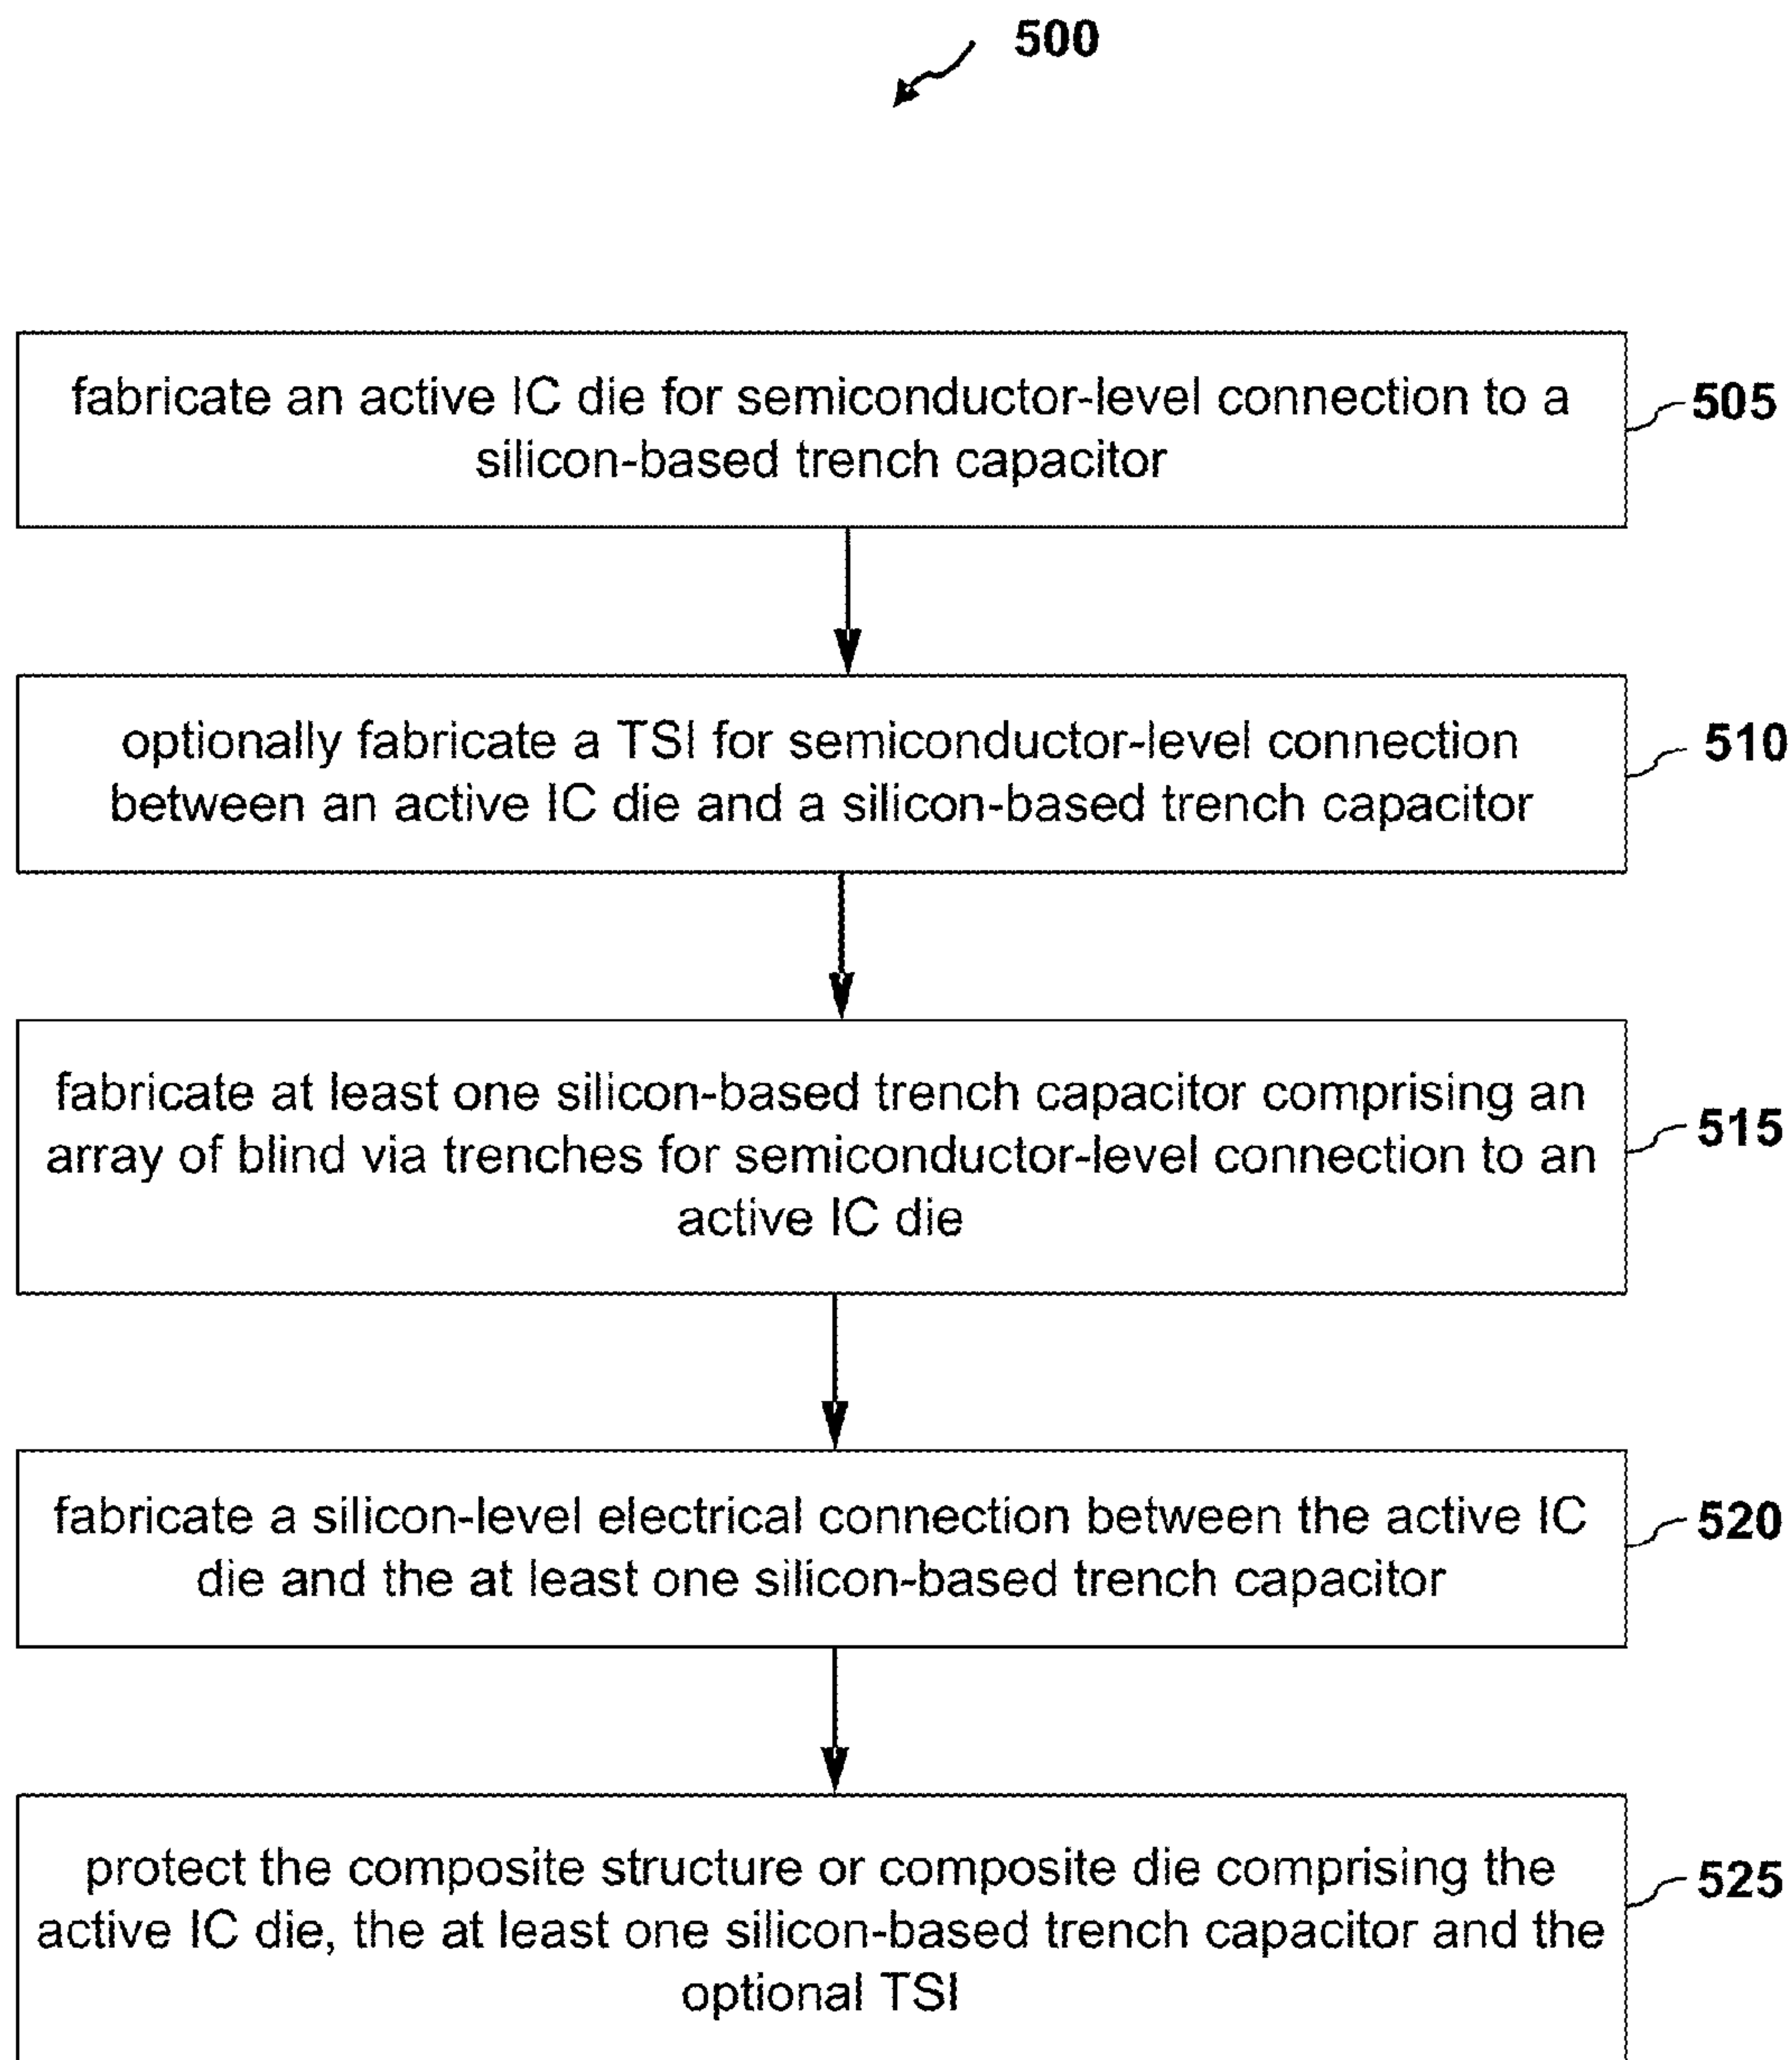 500
fabricate an active IC die for semiconductor-level connection to a
silicon-based trench capacitor
505
optionally fabricate a TSI for semiconductor-level connection
between an active IC die and a silicon-based trench capacitor
510
fabricate at least one silicon-based trench capacitor comprising an
array of blind via trenches for semiconductor-level connection to an
active IC die
515
fabricate a silicon-level electrical connection between the active IC
die and the at least one silicon-based trench capacitor
520
protect the composite structure or composite die comprising the
active IC die, the at least one silicon-based trench capacitor and the
optional TSI
525